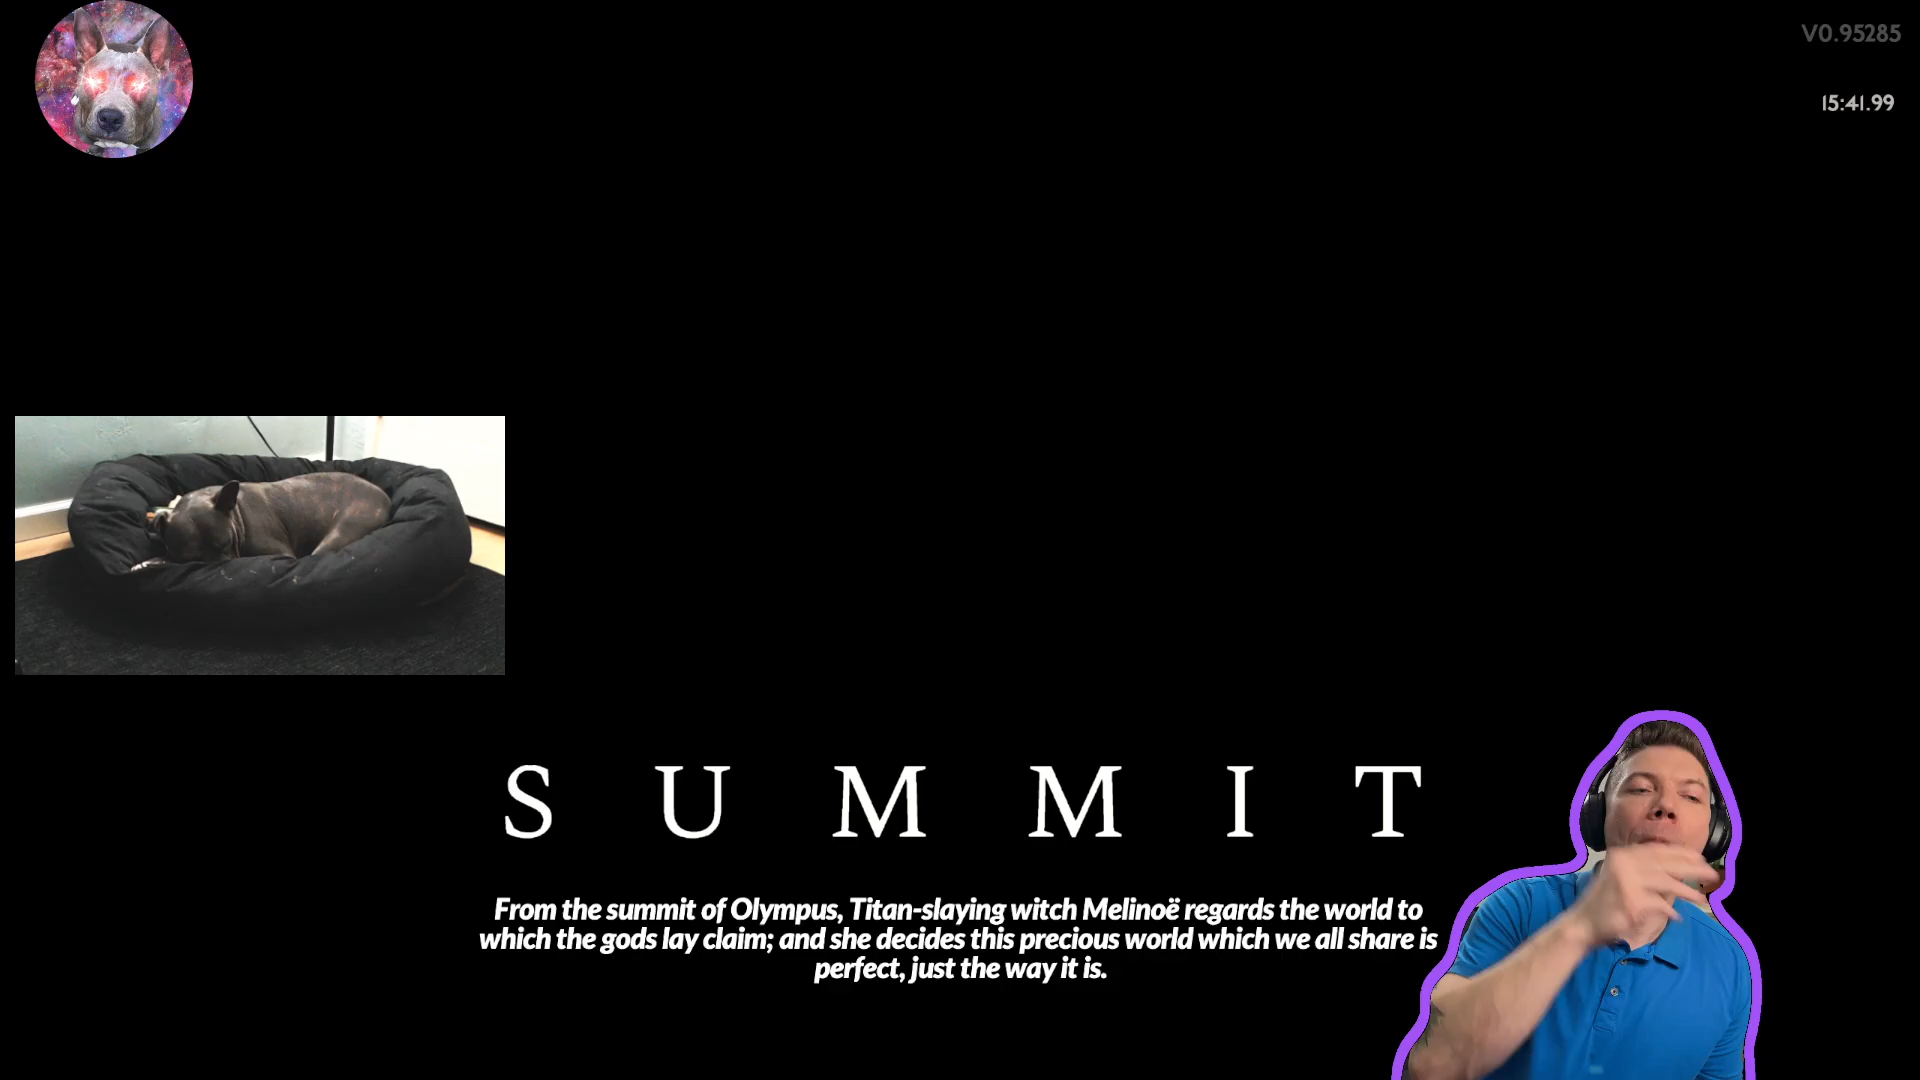 V0.95285
15:41.99
SUMMIT
From the summit of Olympus, Titan-slaying witch Melinoë regards the world to
which the gods lay claim; and she decides this precious world which we all share is
perfect, just the way it is.